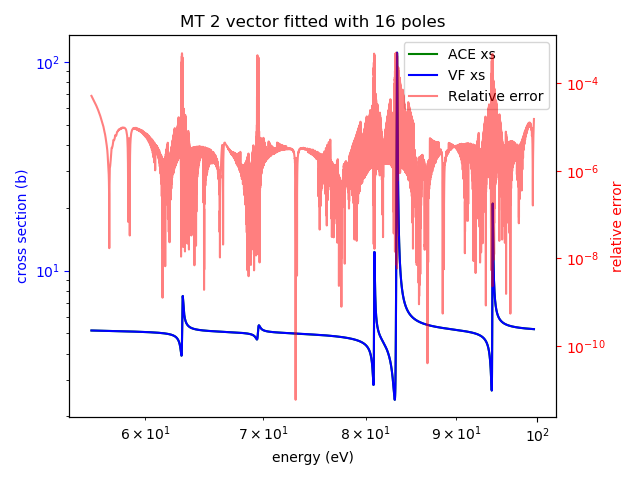 MT 2 vector fitted with 16 poles
ACE xs
VF xs
Relative error
10²
10¹
cross section (b)
10⁻⁴
10⁻⁶
10⁻⁸
10⁻¹⁰
relative error
6 × 10¹ 7 × 10¹ 8 × 10¹ 9 × 10¹ 10²
energy (eV)